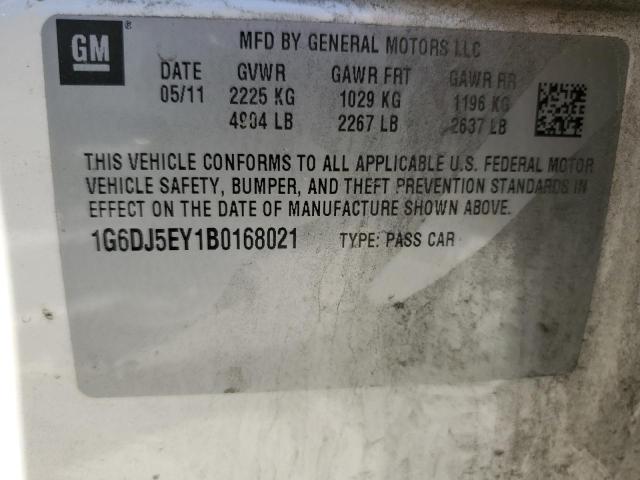 GM ®
MFD BY GENERAL MOTORS LLC
DATE GVWR GAWR FRT GAWR RR
05/11 2225 KG 1029 KG 1196 KG
4904 LB 2267 LB 2637 LB
THIS VEHICLE CONFORMS TO ALL APPLICABLE U.S. FEDERAL MOTOR
VEHICLE SAFETY, BUMPER, AND THEFT PREVENTION STANDARDS IN
EFFECT ON THE DATE OF MANUFACTURE SHOWN ABOVE.
1G6DJ5EY1B0168021 TYPE: PASS CAR